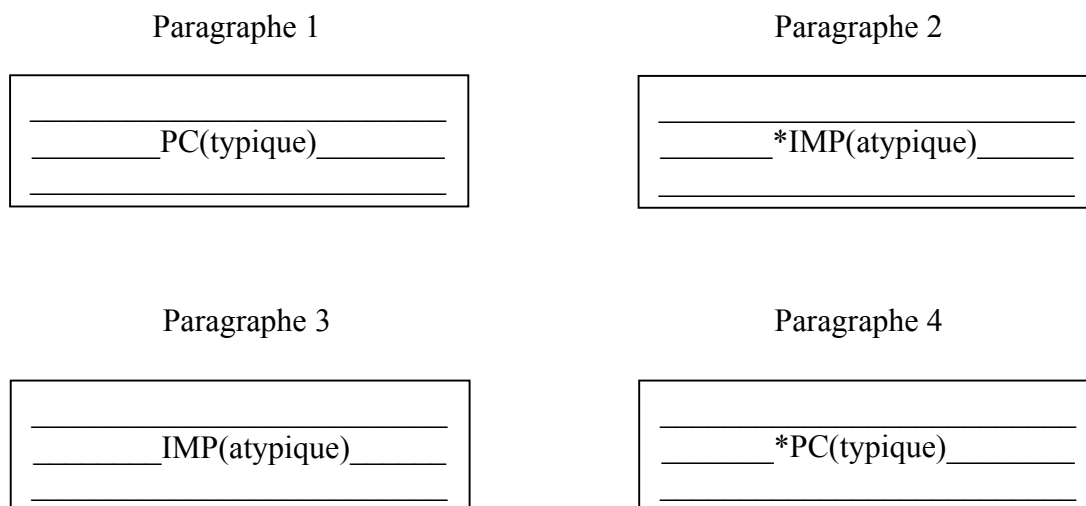 Paragraphe 1
Paragraphe 2
PC(typique)
*IMP(atypique)
Paragraphe 3
Paragraphe 4
IMP(atypique)
*PC(typique)